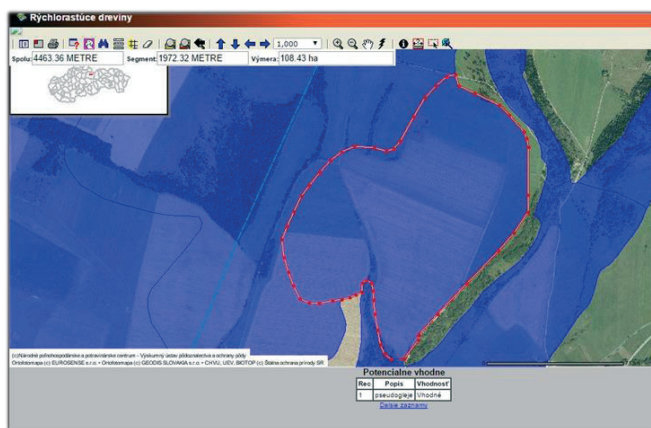 Rýchlorastúce dreviny
1,000
Spolu: 4463.36 METRE Segment: 1972.32 METRE Výmera: 108.43 ha
(c)Národné poľnohospodárske a potravinárske centrum - Výskumný ústav pôdoznalectva a ochrany pôdy
Ortofotomapa (c) EUROSENSE s.r.o. • Ortofotomapa (c) GEODIS SLOVAKIA s.r.o. • CHVU, UEV, BIOTOP (c) Štátna ochrana prírody SR
Potencialne vhodne
Rec Popis Vhodnosť
1 pseudogleje Vhodné
Ďalšie záznamy